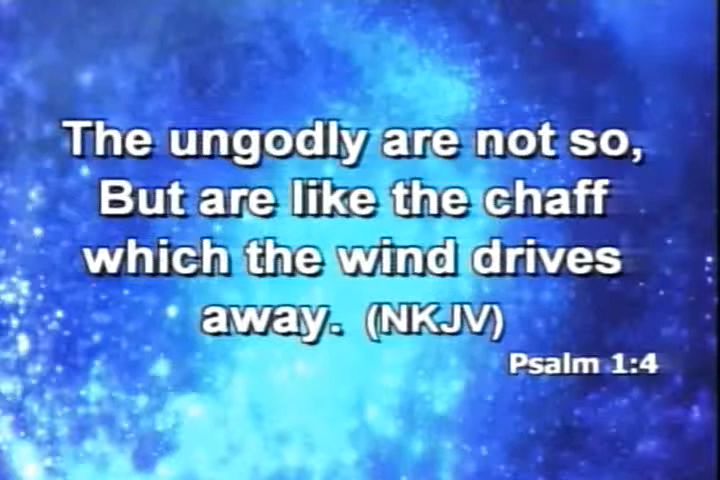 The ungodly are not so,
But are like the chaff
which the wind drives
away. (NKJV)
Psalm 1:4